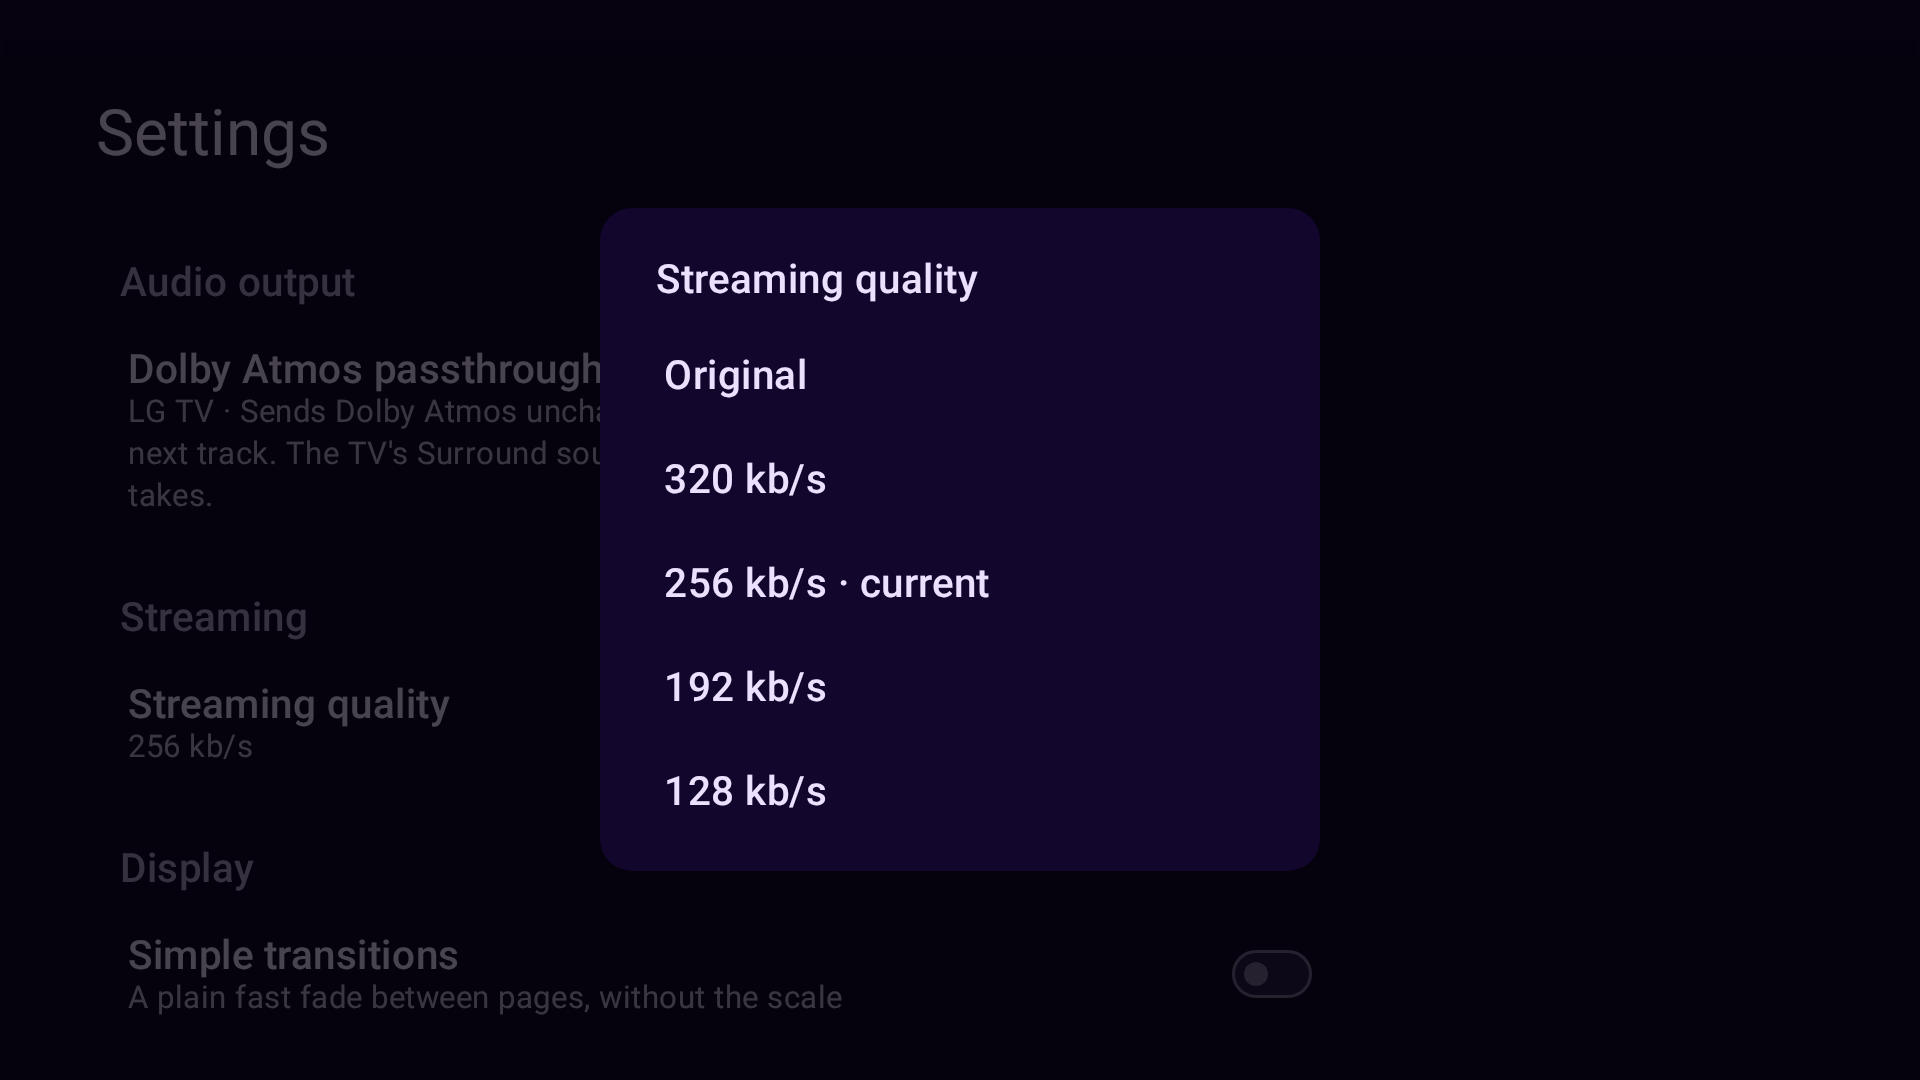 Settings
Audio output
Dolby Atmos passthrough
LG TV · Sends Dolby Atmos
next track. The TV's Surround
takes.
Streaming
Streaming quality
256 kb/s
Display
Simple transitions
A plain fast fade between pages, without the scale
Streaming quality
Original
320 kb/s
256 kb/s · current
192 kb/s
128 kb/s